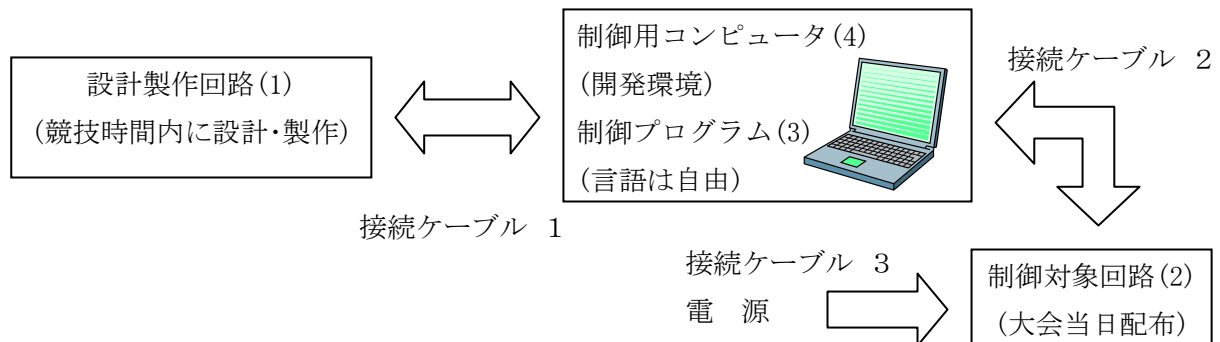 設計製作回路(1)
(競技時間内に設計･製作)
接続ケーブル　１
制御用コンピュータ(4)
(開発環境)
制御プログラム(3)
(言語は自由)
接続ケーブル　２
接続ケーブル　３
電　源
制御対象回路(2)
(大会当日配布)